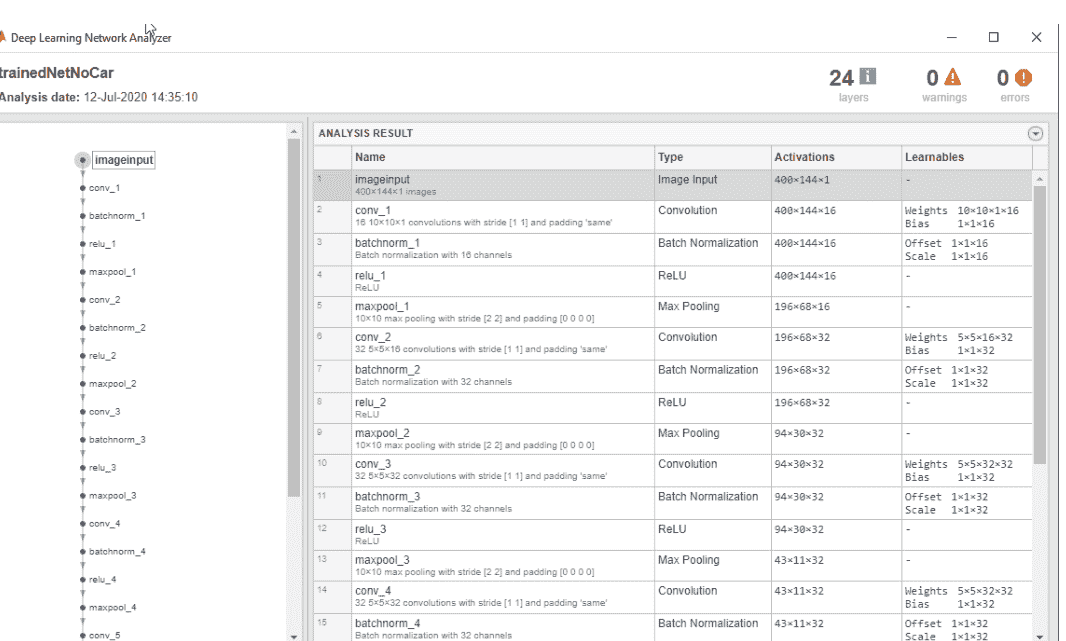 Deep Learning Network Analyzer
trainedNetNoCar
Analysis date: 12-Jul-2020 14:35:10
24 i
layers
0
warnings
0
errors
imageinput
conv_1
batchnorm_1
relu_1
maxpool_1
conv_2
batchnorm_2
relu_2
maxpool_2
conv_3
batchnorm_3
relu_3
maxpool_3
conv_4
batchnorm_4
relu_4
maxpool_4
conv_5
ANALYSIS RESULT
Name Type Activations Learnables
1 imageinput Image Input 400×144×1 -
400×144×1 images
2 conv_1 Convolution 400×144×16 Weights 10×10×1×16
16 10×10×1 convolutions with stride [1 1] and padding 'same' Bias 1×1×16
3 batchnorm_1 Batch Normalization 400×144×16 Offset 1×1×16
Batch normalization with 16 channels Scale 1×1×16
4 relu_1 ReLU 400×144×16 -
ReLU
5 maxpool_1 Max Pooling 196×68×16 -
10×10 max pooling with stride [2 2] and padding [0 0 0 0]
6 conv_2 Convolution 196×68×32 Weights 5×5×16×32
32 5×5×16 convolutions with stride [1 1] and padding 'same' Bias 1×1×32
7 batchnorm_2 Batch Normalization 196×68×32 Offset 1×1×32
Batch normalization with 32 channels Scale 1×1×32
8 relu_2 ReLU 196×68×32 -
ReLU
9 maxpool_2 Max Pooling 94×30×32 -
10×10 max pooling with stride [2 2] and padding [0 0 0 0]
10 conv_3 Convolution 94×30×32 Weights 5×5×32×32
32 5×5×32 convolutions with stride [1 1] and padding 'same' Bias 1×1×32
11 batchnorm_3 Batch Normalization 94×30×32 Offset 1×1×32
Batch normalization with 32 channels Scale 1×1×32
12 relu_3 ReLU 94×30×32 -
ReLU
13 maxpool_3 Max Pooling 43×11×32 -
10×10 max pooling with stride [2 2] and padding [0 0 0 0]
14 conv_4 Convolution 43×11×32 Weights 5×5×32×32
32 5×5×32 convolutions with stride [1 1] and padding 'same' Bias 1×1×32
15 batchnorm_4 Batch Normalization 43×11×32 Offset 1×1×32
Batch normalization with 32 channels Scale 1×1×32